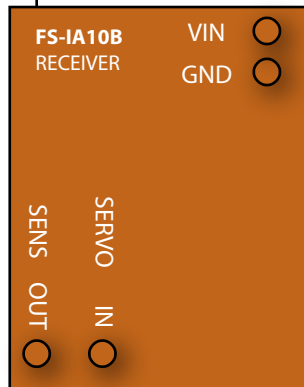 FS-IA10B
RECEIVER
VIN
GND
SENS OUT
SERVO IN